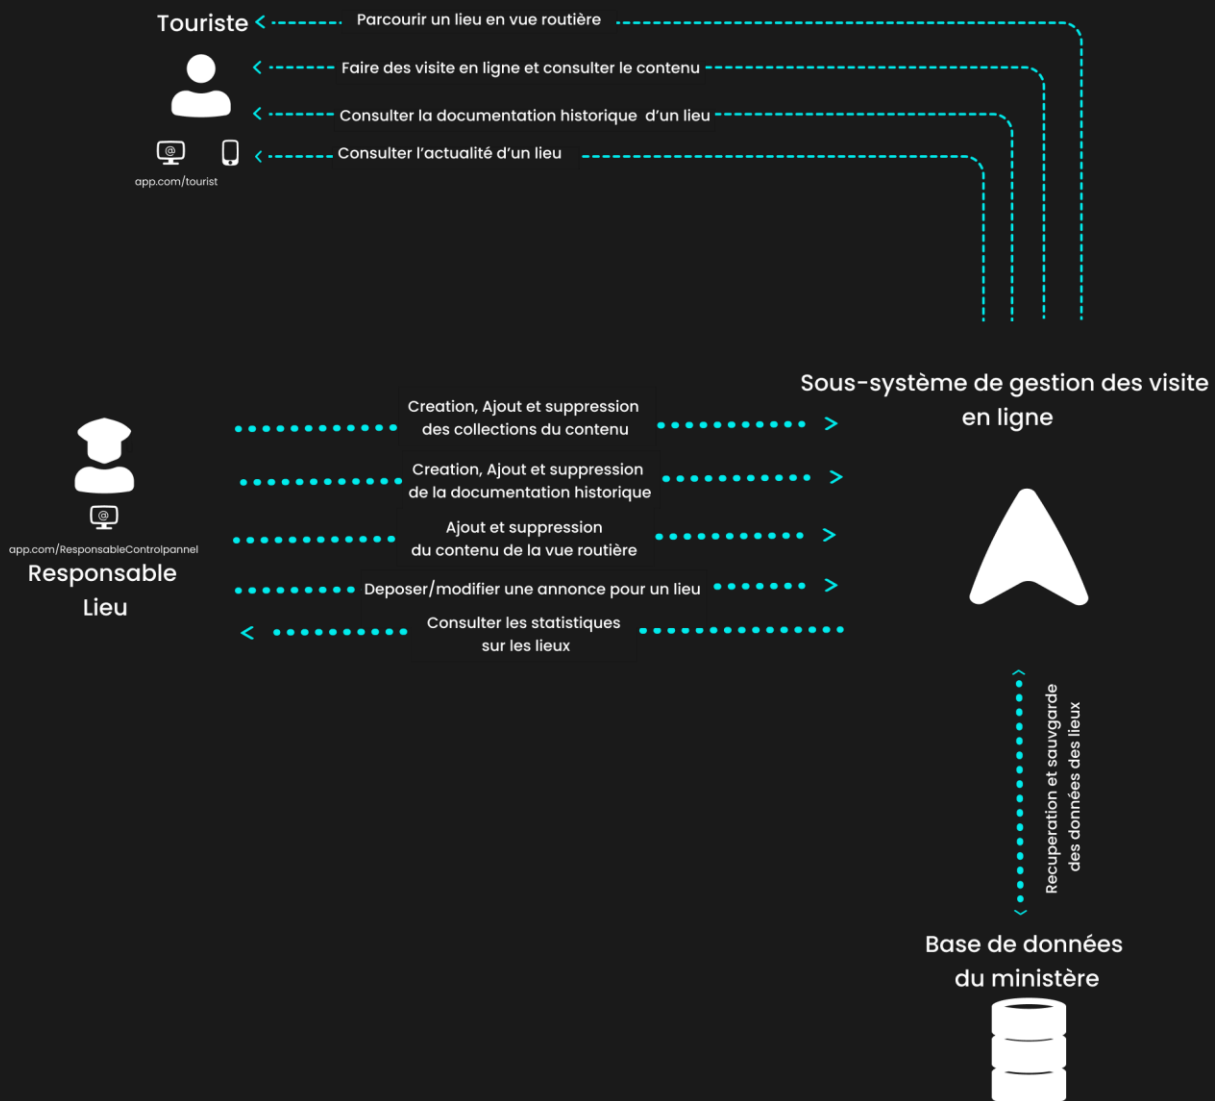 Touriste
Parcourir un lieu en vue routière
Faire des visite en ligne et consulter le contenu
Consulter la documentation historique d'un lieu
@
Consulter l'actualité d'un lieu
app.com/tourist
Sous-système de gestion des visite
en ligne
Creation, Ajout et suppression
des collections du contenu
Creation, Ajout et suppression
de la documentation historique
@
Ajout et suppression
du contenu de la vue routière
app.com/ResponsableControlpannel
Responsable
Lieu
Deposer/modifier une annonce pour un lieu
Consulter les statistiques
sur les lieux
Recuperation et sauvgarde
des données des lieux
Base de données
du ministère